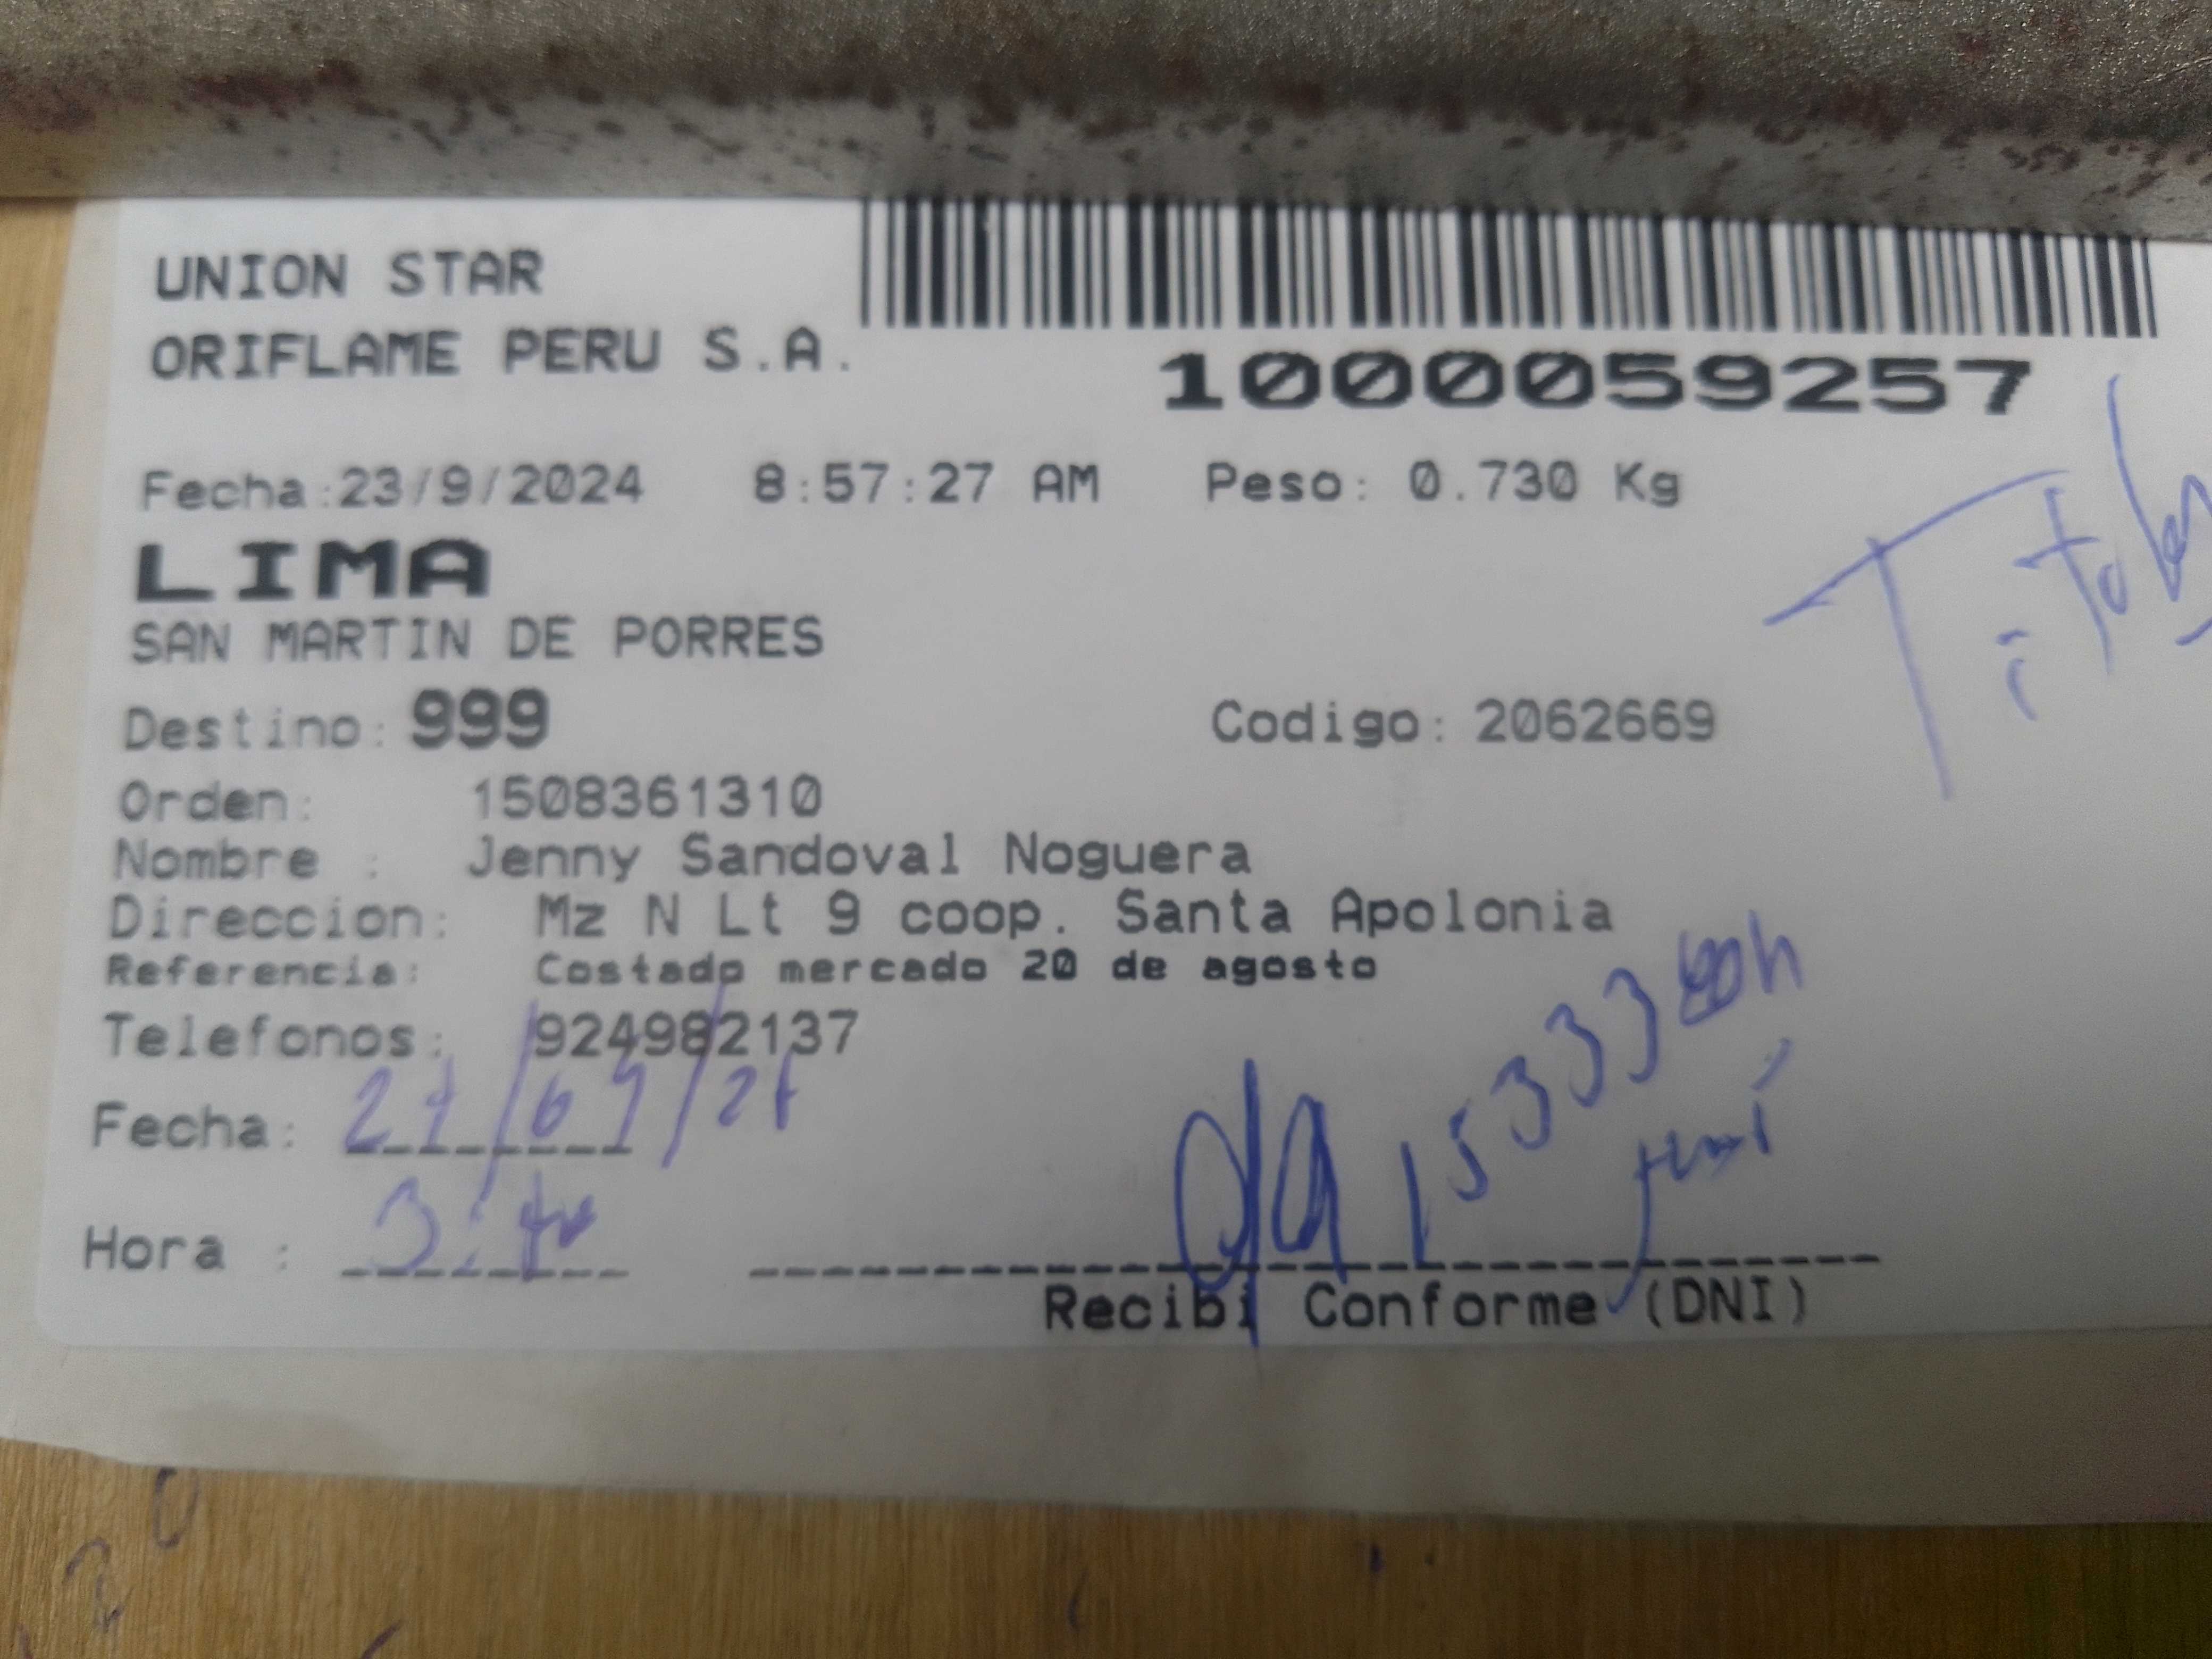 UNION STAR
ORIFLAME PERU S.A.
1000059257
Fecha:23/9/2024 8:57:27 AM Peso: 0.730 Kg
LIMA
SAN MARTIN DE PORRES
Destino: 999 Codigo: 2062669
Orden: 1508361310
Nombre : Jenny Sandoval Noguera
Direccion: Mz N Lt 9 coop. Santa Apolonia
Referencia: Costado mercado 20 de agosto
Telefonos: 924982137
Fecha:
Hora :
Recibi Conforme (DNI)